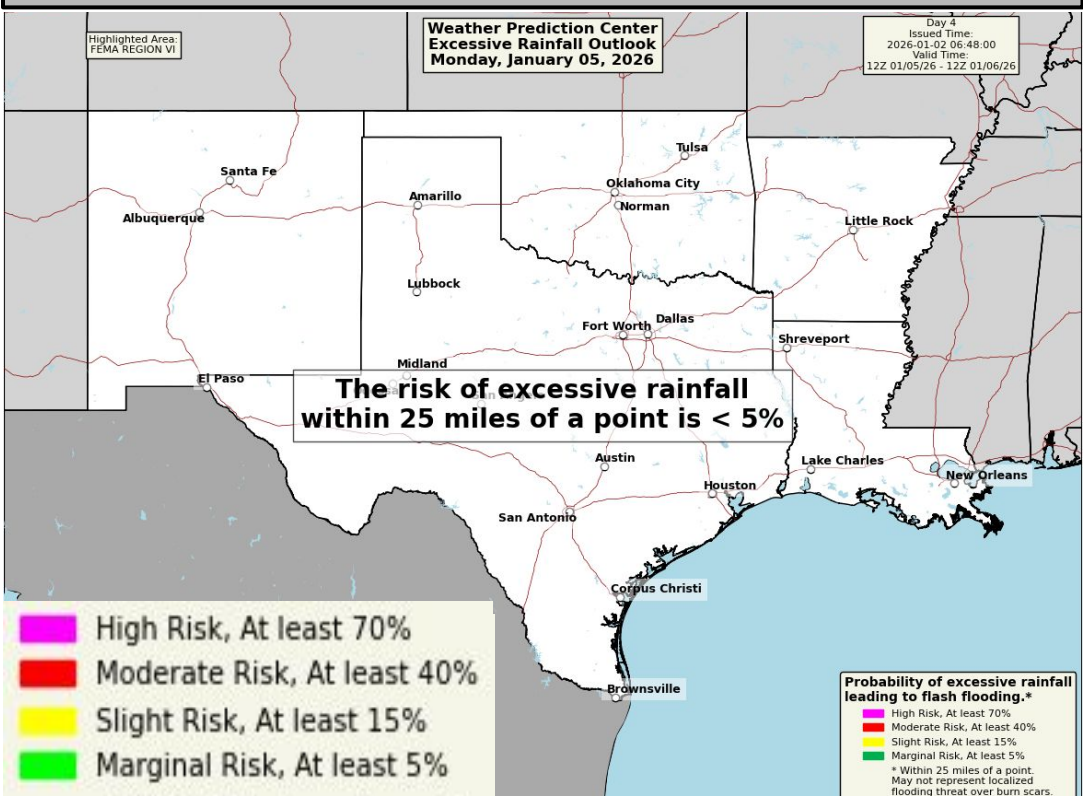 Highlighted Area:
FEMA REGION VI
Weather Prediction Center
Excessive Rainfall Outlook
Monday, January 05, 2026
Day 4
Issued Time:
2026-01-02 06:48:00
Valid Time:
12Z 01/05/26 - 12Z 01/06/26
Tulsa
Santa Fe
Oklahoma City
Amarillo
Norman
Albuquerque
Little Rock
Lubbock
Dallas
Fort Worth
Shreveport
Midland
El Paso
The risk of excessive rainfall
within 25 miles of a point is < 5%
Austin
Lake Charles
New Orleans
Houston
San Antonio
Corpus Christi
Brownsville
High Risk, At least 70%
Moderate Risk, At least 40%
Slight Risk, At least 15%
Marginal Risk, At least 5%
Probability of excessive rainfall
leading to flash flooding.*
High Risk, At least 70%
Moderate Risk, At least 40%
Slight Risk, At least 15%
Marginal Risk, At least 5%
* Within 25 miles of a point.
May not represent localized
flooding threat over burn scars.